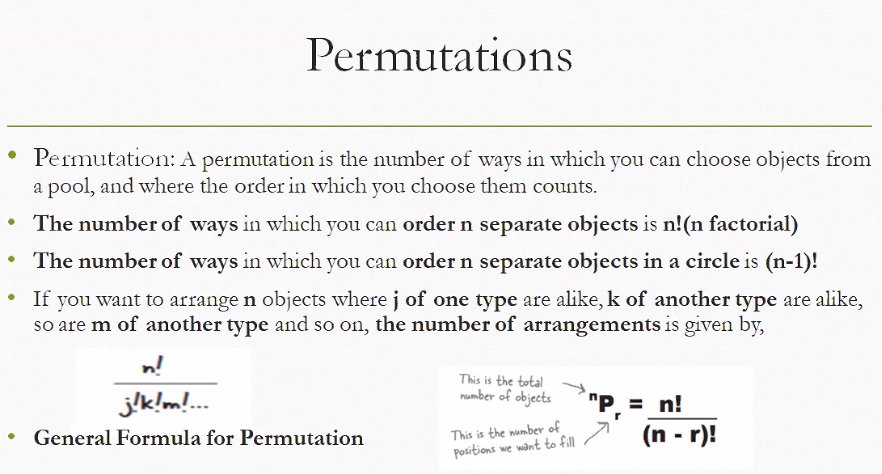 Permutations
• Permutation: A permutation is the number of ways in which you can choose objects from
a pool, and where the order in which you choose them counts.
• The number of ways in which you can order n separate objects is n!(n factorial)
• The number of ways in which you can order n separate objects in a circle is (n-1)!
• If you want to arrange n objects where j of one type are alike, k of another type are alike,
so are m of another type and so on, the number of arrangements is given by,
n!
j!k!m!...
This is the total
number of objects
ⁿPᵣ = n!
(n - r)!
This is the number of
positions we want to fill
• General Formula for Permutation